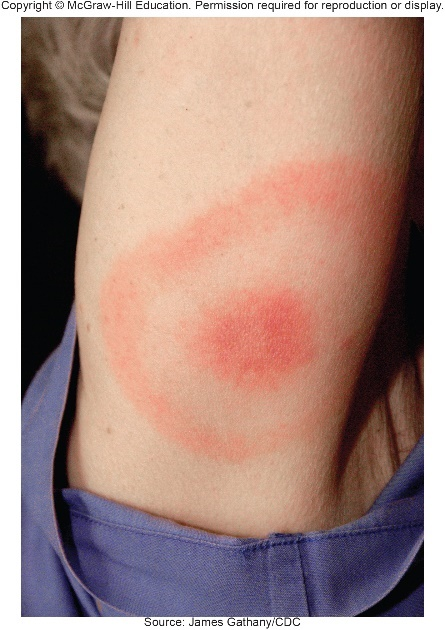 Copyright © McGraw-Hill Education. Permission required for reproduction or display.
Source: James Gathany/CDC